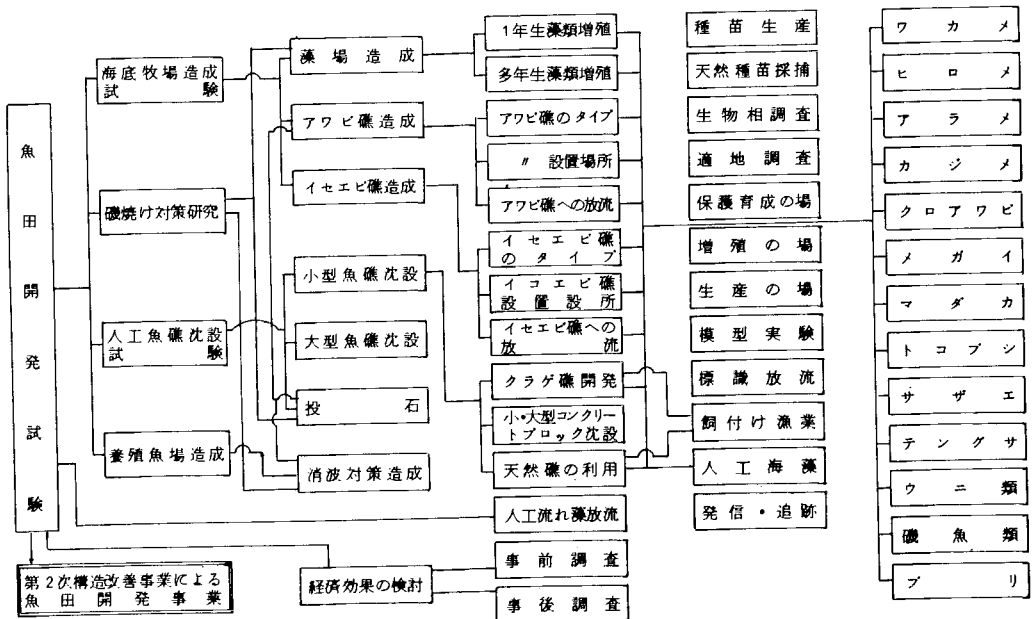 魚田開発試験
海底牧場造成
試験
磯焼け対策研究
人工魚礁沈設
試験
養殖魚場造成
第2次構造改善事業による
魚田開発事業
藻場造成
アワビ礁造成
イセエビ礁造成
小型魚礁沈設
大型魚礁沈設
投石
消波対策造成
経済効果の検討
1年生藻類増殖
多年生藻類増殖
アワビ礁のタイプ
〃 設置場所
アワビ礁への放流
イセエビ礁
のタイプ
イコエビ礁
設置設所
イセエビ礁への
放流
クラゲ礁開発
小・大型コンクリー
トブロック沈設
天然礁の利用
人工流れ藻放流
事前調査
事後調査
種苗生産
天然種苗採捕
生物相調査
適地調査
保護育成の場
増殖の場
生産の場
模型実験
標識放流
飼付け漁業
人工海藻
発信・追跡
ワカメ
ヒロメ
アラメ
カジメ
クロアワビ
メガイ
マダカ
トコブシ
サザエ
テングサ
ウニ類
磯魚類
ブリ